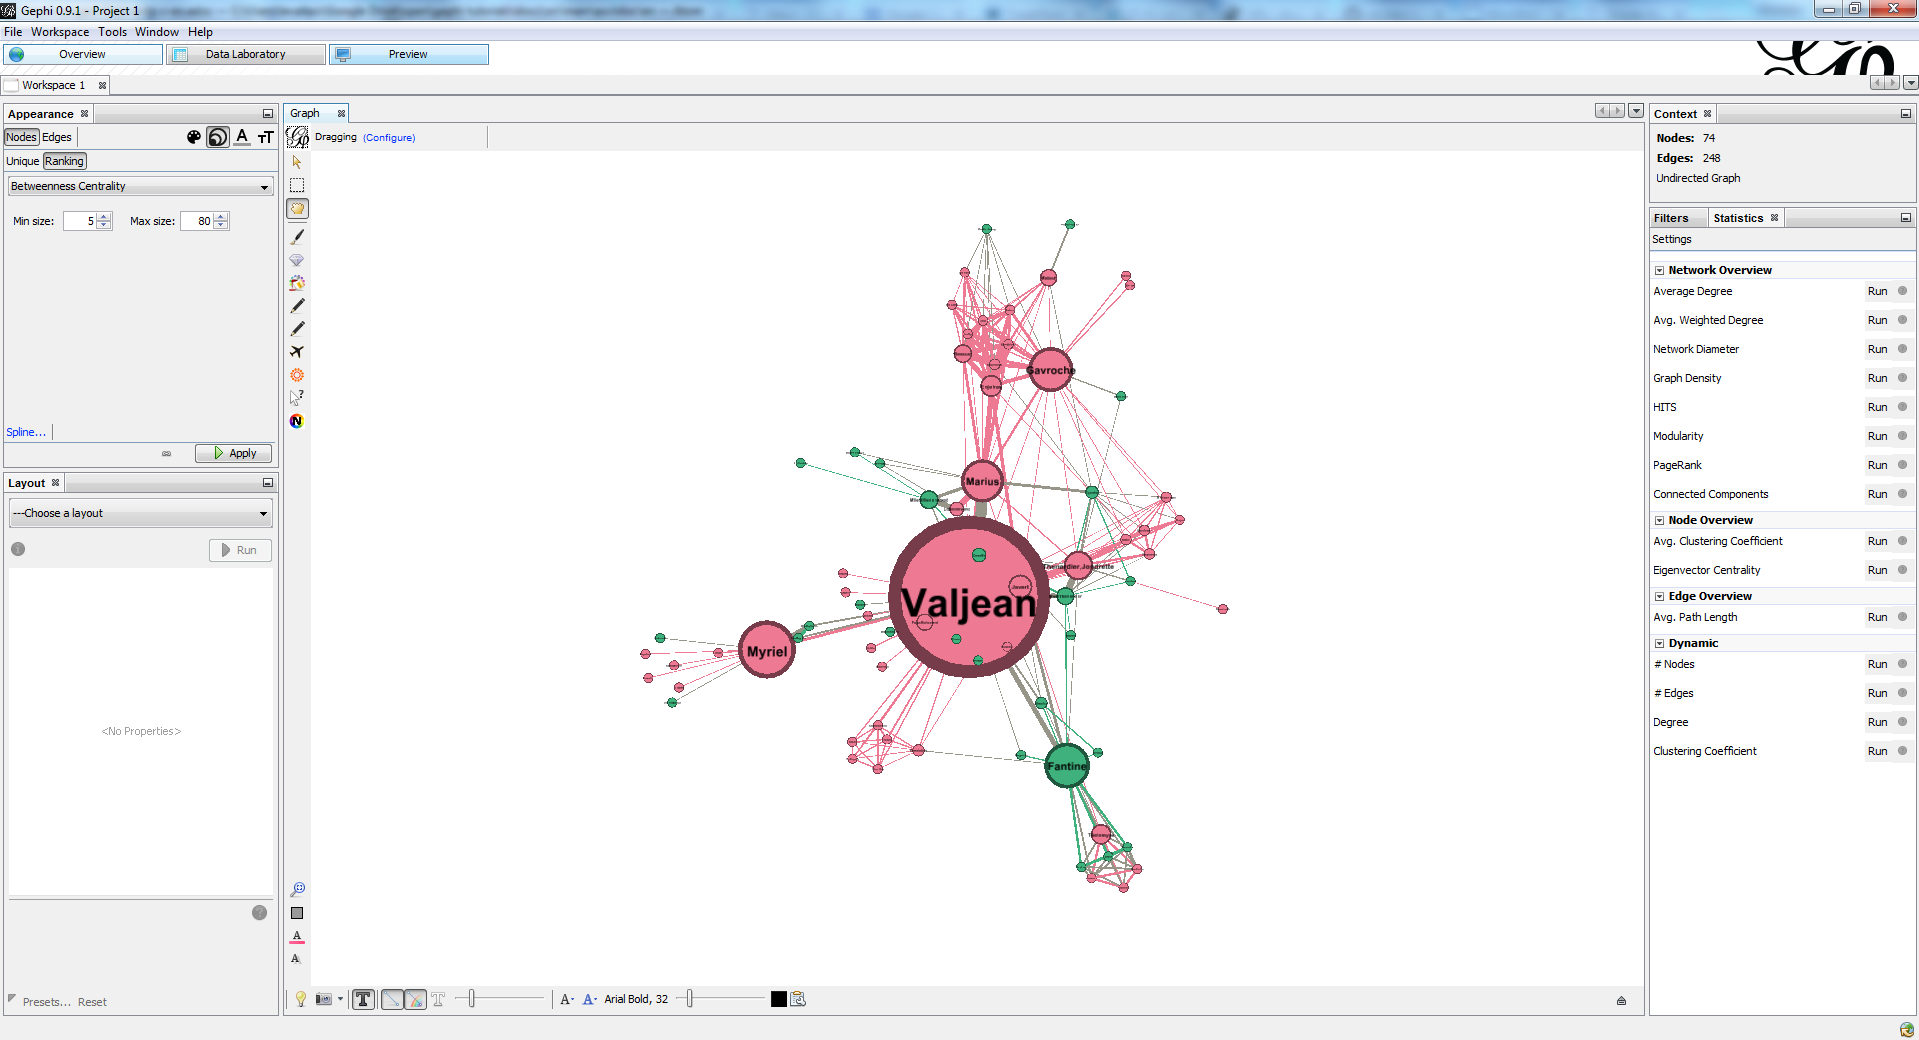 Gephi 0.9.1 - Project 1
File Workspace Tools Window Help
Overview Data Laboratory Preview
Workspace 1
Appearance
Nodes Edges
Unique Ranking
Betweenness Centrality
Min size: 5 Max size: 80
Spline...
Apply
Layout
---Choose a layout
Run
<No Properties>
Presets... Reset
Graph
Dragging (Configure)
Gavroche
Marius
Thenardier,Jondrette
Javert
Valjean
Myriel
Fantine
Arial Bold, 32
Context
Nodes: 74
Edges: 248
Undirected Graph
Filters Statistics
Settings
Network Overview
Average Degree Run
Avg. Weighted Degree Run
Network Diameter Run
Graph Density Run
HITS Run
Modularity Run
PageRank Run
Connected Components Run
Node Overview
Avg. Clustering Coefficient Run
Eigenvector Centrality Run
Edge Overview
Avg. Path Length Run
Dynamic
# Nodes Run
# Edges Run
Degree Run
Clustering Coefficient Run